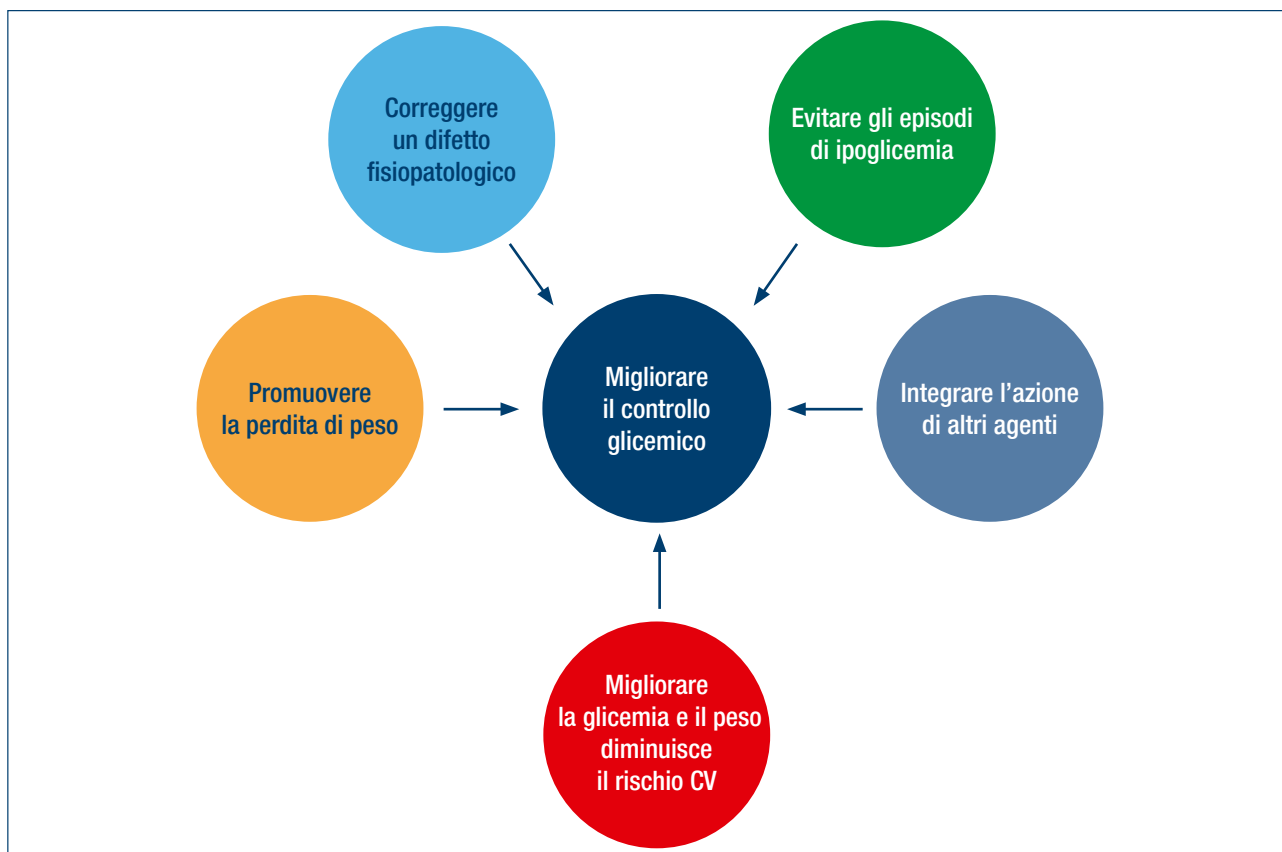 Correggere
un difetto
fisiopatologico
Evitare gli episodi
di ipoglicemia
Promuovere
la perdita di peso
Migliorare
il controllo
glicemico
Integrare l’azione
di altri agenti
Migliorare
la glicemia e il peso
diminuisce
il rischio CV